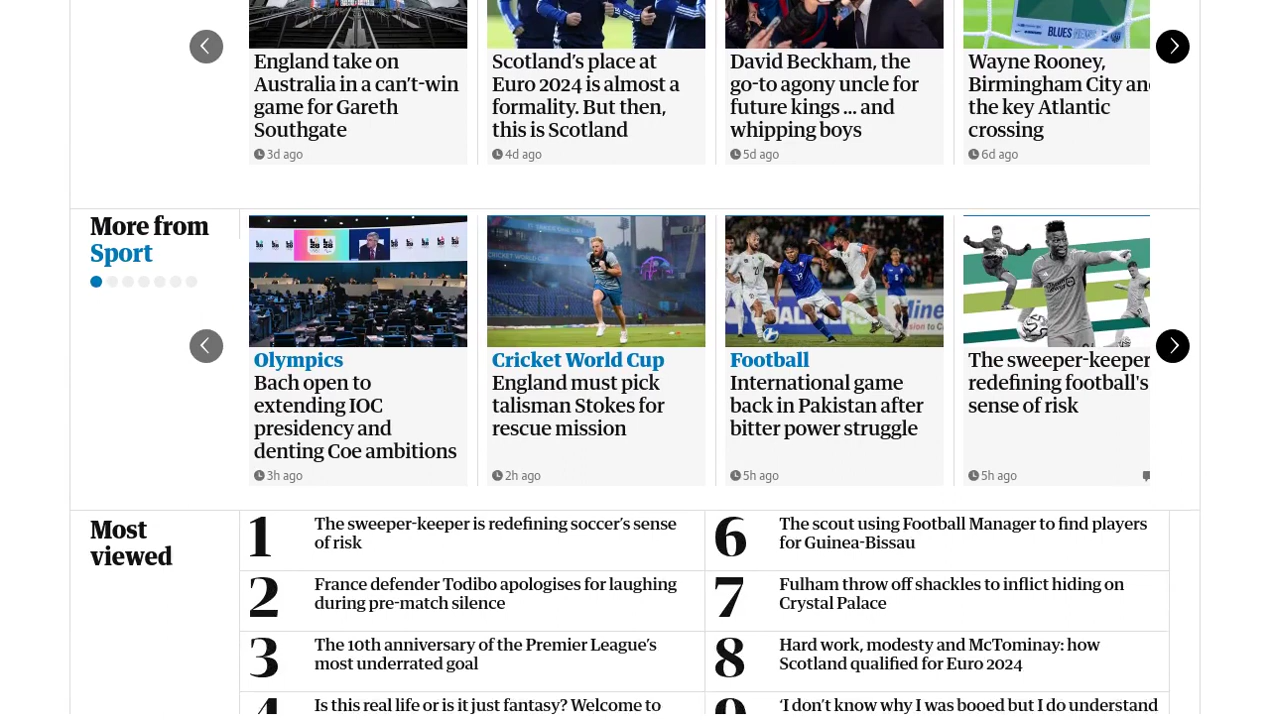 BLUES
England take on
Australia in a can't-win
game for Gareth
Southgate
3d ago
Scotland's place at
Euro 2024 is almost a
formality. But then,
this is Scotland
4d ago
David Beckham, the
go-to agony uncle for
future kings ... and
whipping boys
5d ago
Wayne Rooney,
Birmingham City an
the key Atlantic
crossing
6d ago
More from
Sport
Olympics
Bach open to
extending IOC
presidency and
denting Coe ambitions
3h ago
Cricket World Cup
England must pick
talisman Stokes for
rescue mission
2h ago
Football
International game
back in Pakistan after
bitter power struggle
5h ago
The sweeper-keeper
redefining football's
sense of risk
5h ago
Most
viewed
1
The sweeper-keeper is redefining soccer's sense
of risk
2
France defender Todibo apologises for laughing
during pre-match silence
3
The 10th anniversary of the Premier League's
most underrated goal
4
Is this real life or is it just fantasy? Welcome to
6
The scout using Football Manager to find players
for Guinea-Bissau
7
Fulham throw off shackles to inflict hiding on
Crystal Palace
8
Hard work, modesty and McTominay: how
Scotland qualified for Euro 2024
9
'I don't know why I was booed but I do understand